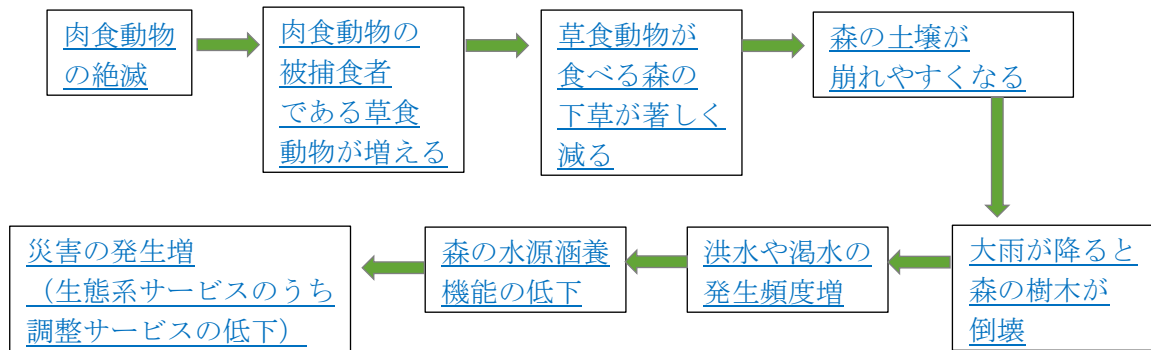 肉食動物
の絶滅
肉食動物の
被捕食者
である草食
動物が増える
草食動物が
食べる森の
下草が著しく
減る
森の土壌が
崩れやすくなる
大雨が降ると
森の樹木が
倒壊
洪水や渇水の
発生頻度増
森の水源涵養
機能の低下
災害の発生増
（生態系サービスのうち
調整サービスの低下）